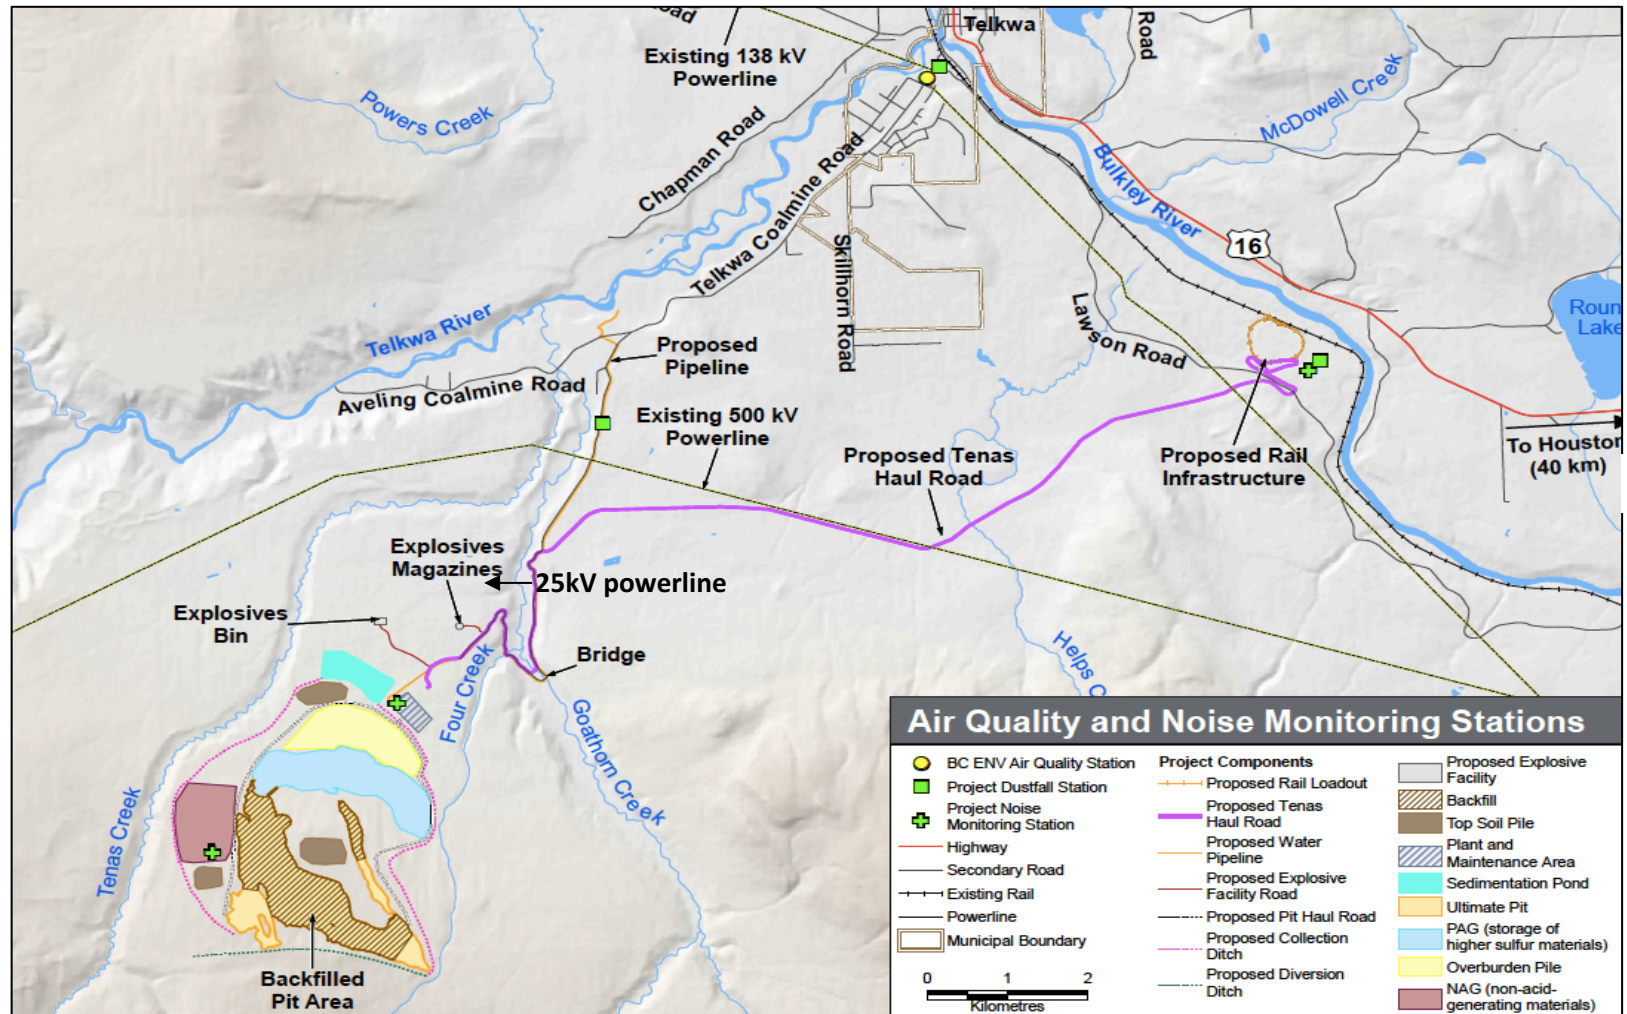 oad
Telkwa
Road
Existing 138 kV
Powerline
Powers Creek
McDowell Creek
Chapman Road
Telkwa Coalmine Road
Bulkley River
16
Skillhorn Road
Lawson Road
Roun
Lake
Telkwa River
Proposed
Pipeline
Aveling Coalmine Road
Existing 500 kV
Powerline
Proposed Tenas
Haul Road
Proposed Rail
Infrastructure
To Houston
(40 km)
Explosives
Magazines
25kV powerline
Explosives
Bin
Bridge
Helps C
Four Creek
Goathorn Creek
Tenas Creek
Backfilled
Pit Area
Air Quality and Noise Monitoring Stations
BC ENV Air Quality Station
Project Dustfall Station
Project Noise
Monitoring Station
Highway
Secondary Road
Existing Rail
Powerline
Municipal Boundary
0 1 2
Kilometres
Project Components
Proposed Rail Loadout
Proposed Tenas
Haul Road
Proposed Water
Pipeline
Proposed Explosive
Facility Road
Proposed Pit Haul Road
Proposed Collection
Ditch
Proposed Diversion
Ditch
Proposed Explosive
Facility
Backfill
Top Soil Pile
Plant and
Maintenance Area
Sedimentation Pond
Ultimate Pit
PAG (storage of
higher sulfur materials)
Overburden Pile
NAG (non-acid-
generating materials)